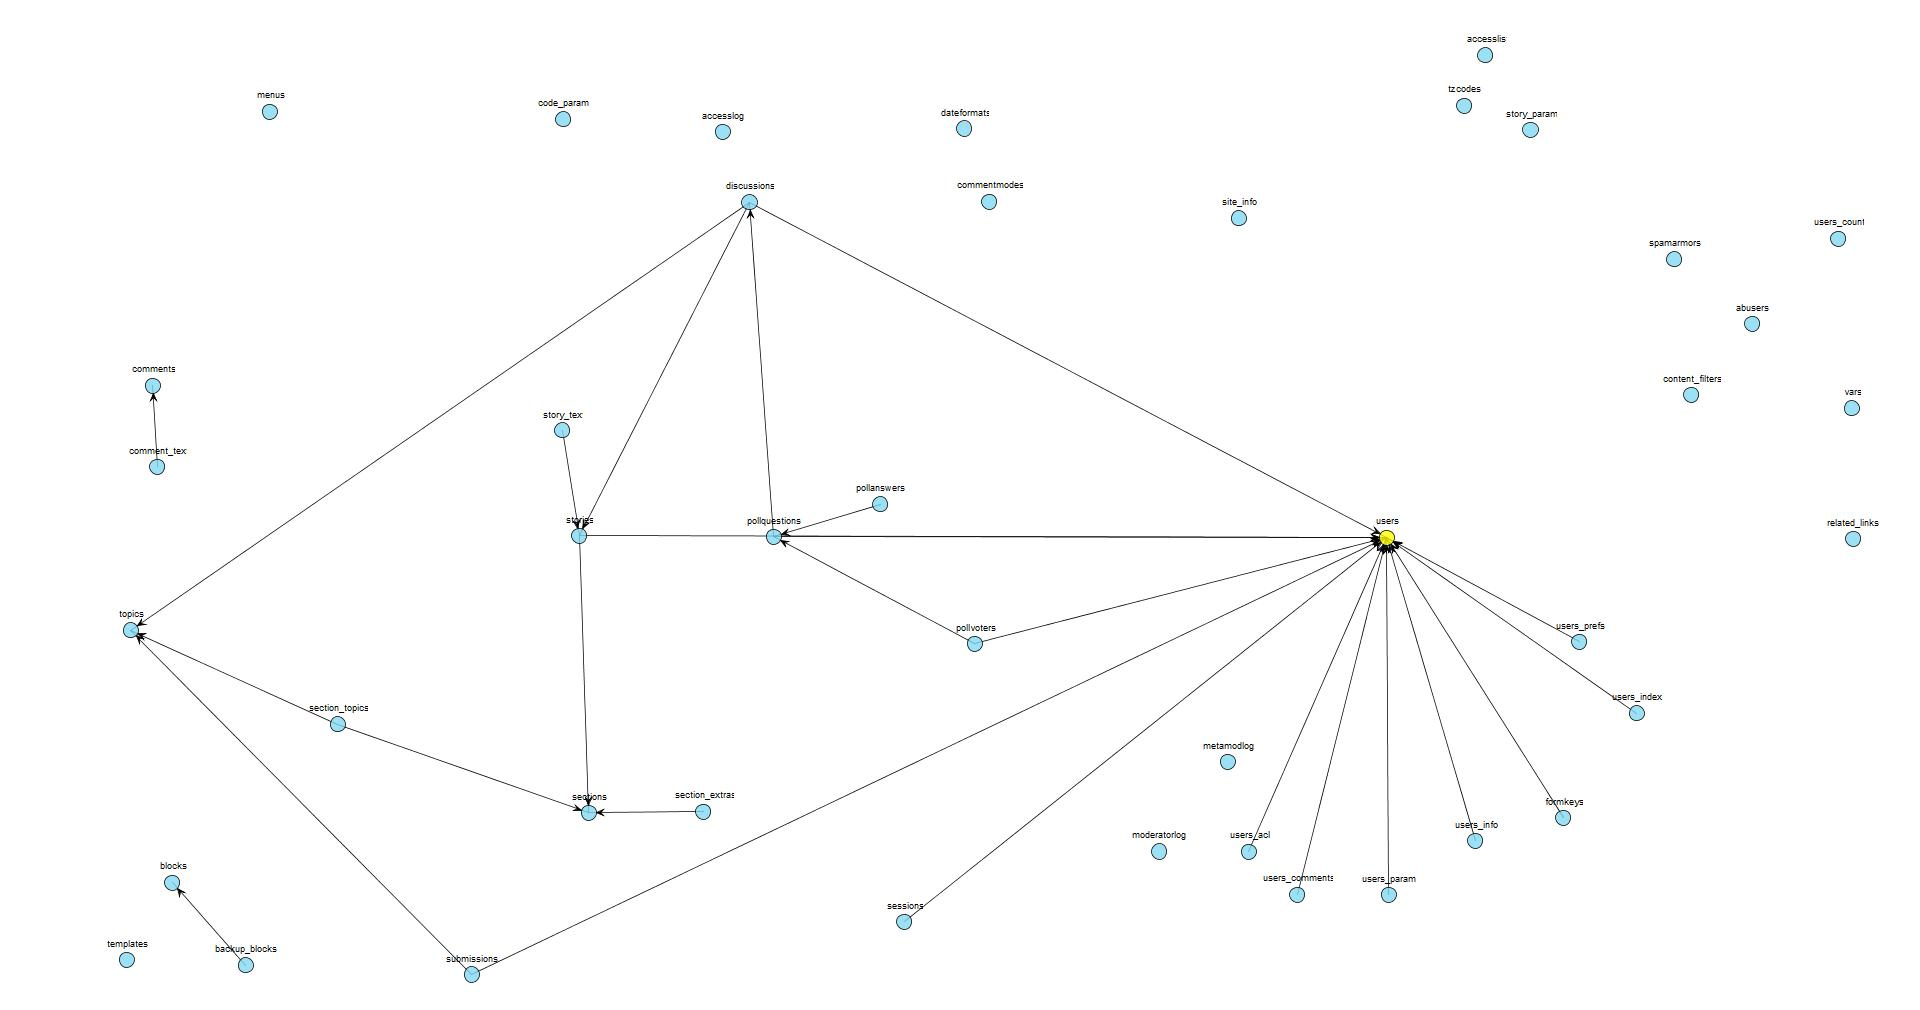 accesslis
menus
tzcodes
code_param
dateformats
story_param
accesslog
discussions
commentmodes
site_info
users_count
spamarmors
abusers
comments
content_filters
vars
story_tex
comment_tex
pollanswers
stories
pollquestions
users
related_links
topics
pollvoters
users_prefs
users_index
section_topics
metamodlog
sections
section_extras
formkeys
users_info
moderatorlog
users_acl
blocks
users_comments
users_param
sessions
templates
backup_blocks
submissions